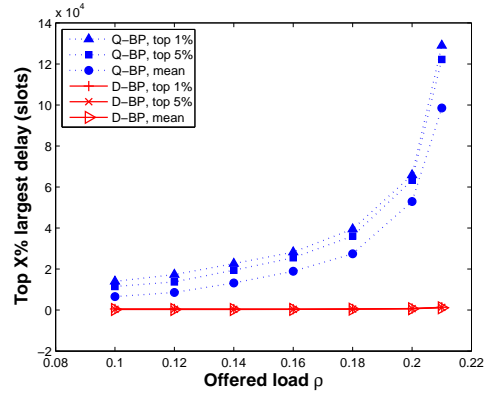 × 10⁴
14
12
10
8
6
4
2
0
−2
0.08
0.1
0.12
0.14
0.16
0.18
0.2
0.22
Top X% largest delay (slots)
Offered load ρ
Q−BP, top 1%
Q−BP, top 5%
Q−BP, mean
D−BP, top 1%
D−BP, top 5%
D−BP, mean